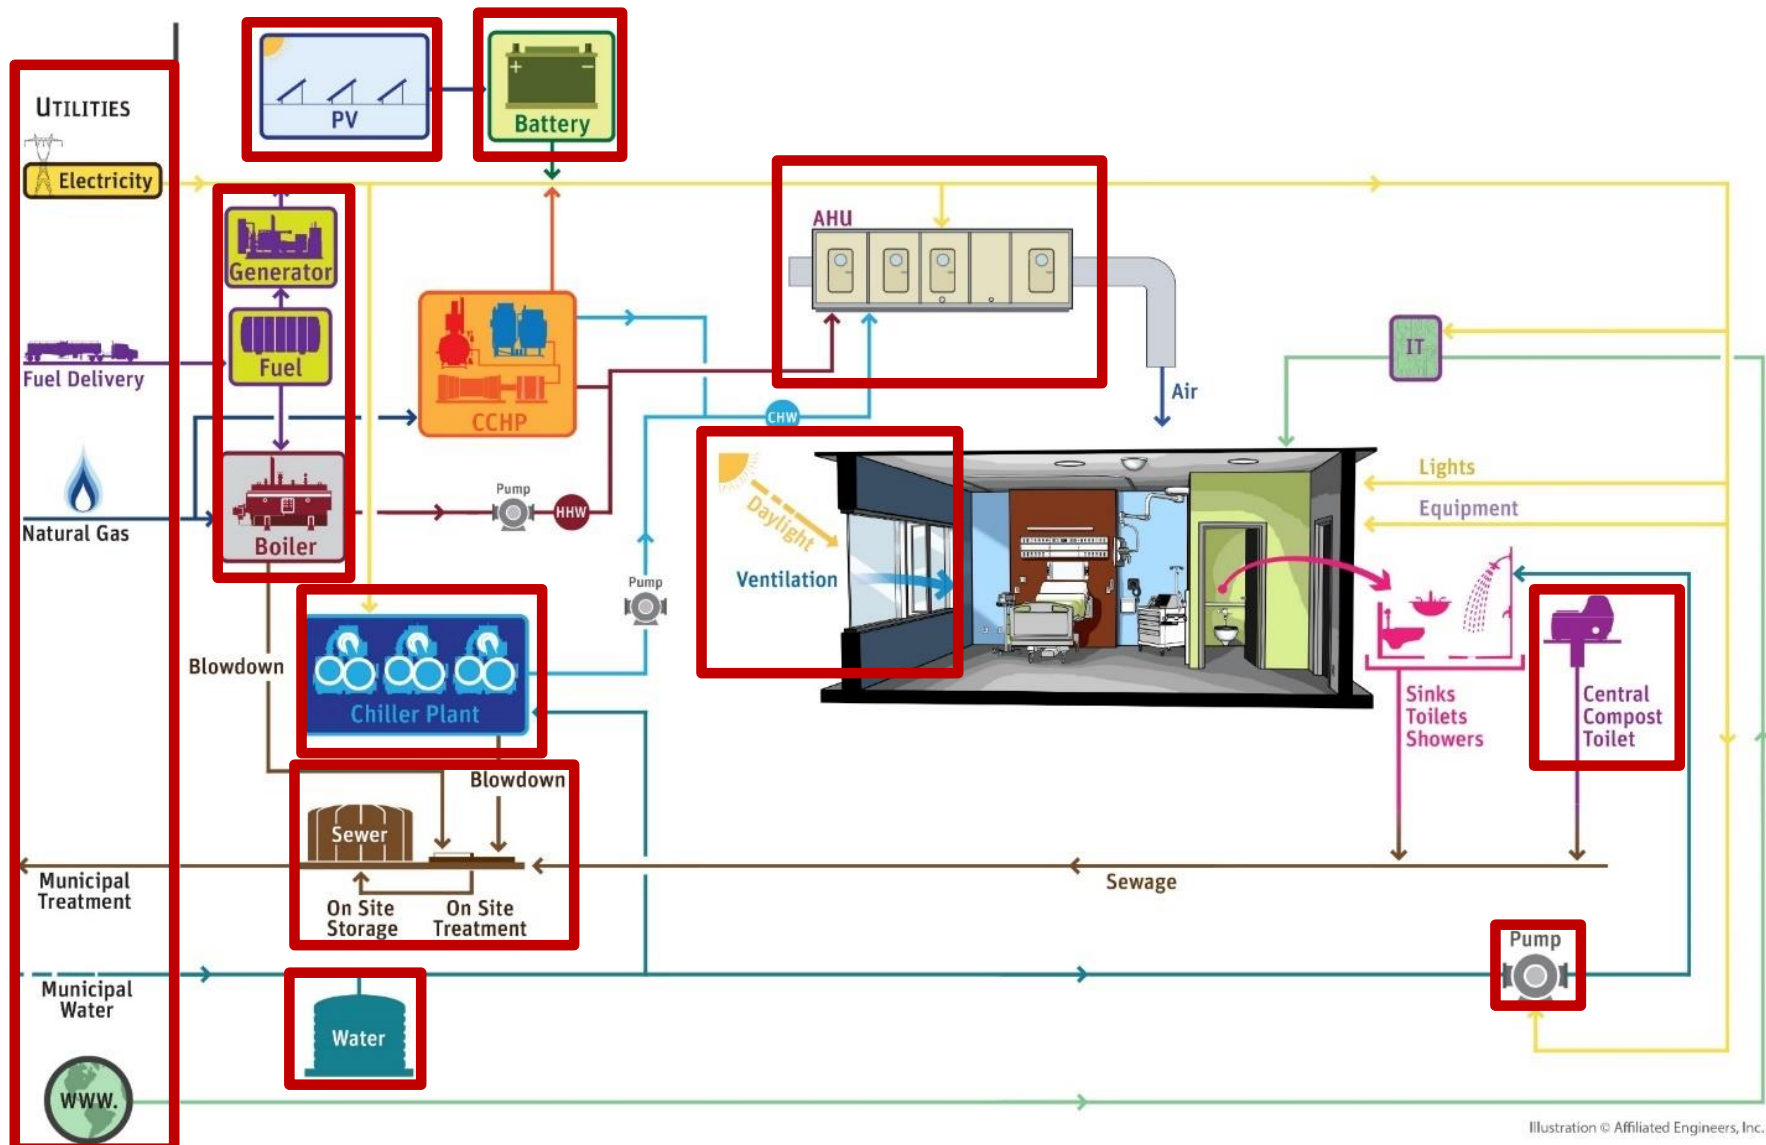 UTILITIES
PV
+ −
Battery
Electricity
Generator
AHU
Fuel
Fuel Delivery
IT
Air
CCHP
CHW
Natural Gas
Boiler
Pump
HHW
Daylight
Ventilation
Lights
Equipment
Pump
Blowdown
Chiller Plant
Sinks
Toilets
Showers
Central
Compost
Toilet
Blowdown
Sewer
Municipal
Treatment
On Site
Storage
On Site
Treatment
Sewage
Pump
Municipal
Water
Water
WWW.
Illustration © Affiliated Engineers, Inc.